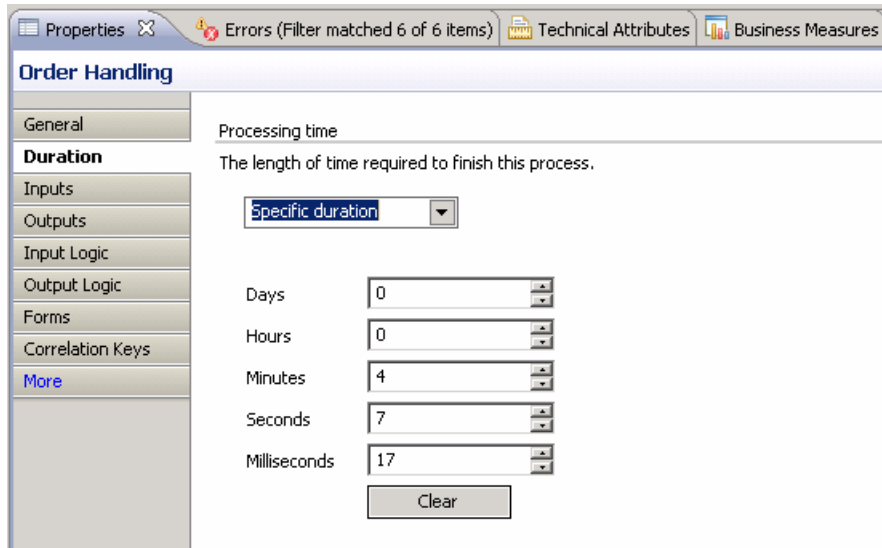 Properties Errors (Filter matched 6 of 6 items) Technical Attributes Business Measures
Order Handling
General
Duration
Inputs
Outputs
Input Logic
Output Logic
Forms
Correlation Keys
More
Processing time
The length of time required to finish this process.
Specific duration
Days 0
Hours 0
Minutes 4
Seconds 7
Milliseconds 17
Clear